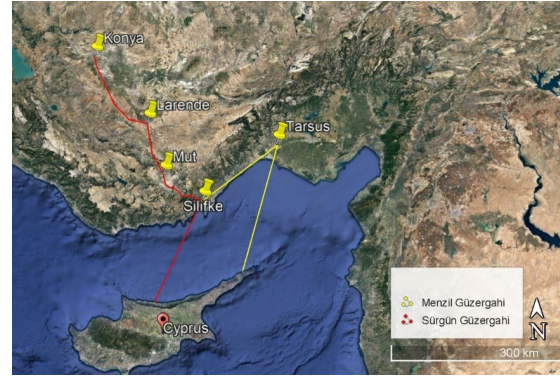 Konya
Larende
Tarsus
Mut
Silifke
Cyprus
Menzil Güzergahi
Sürgün Güzergahi
N
300 km